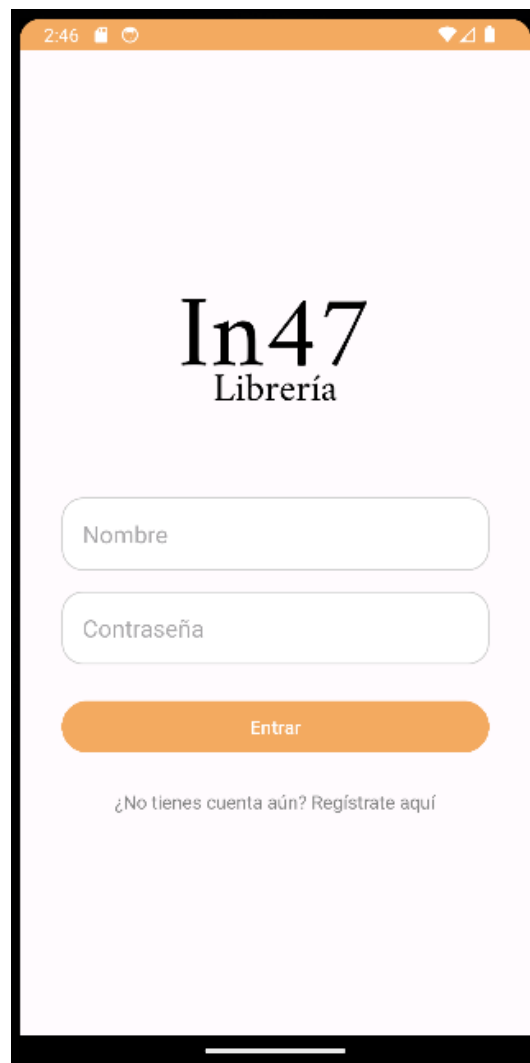 2:46
In47
Librería
Nombre
Contraseña
Entrar
¿No tienes cuenta aún? Regístrate aquí